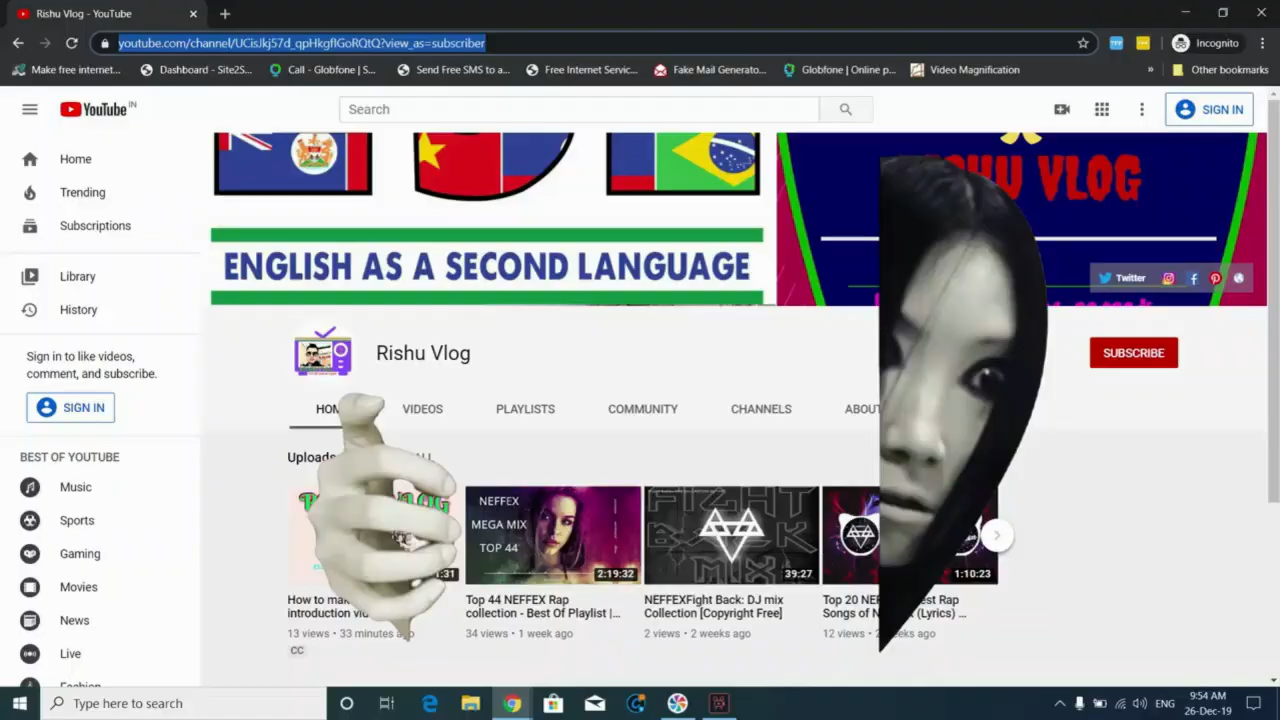 Rishu Vlog - YouTube
youtube.com/channel/UCisJkj57d_qpHkgflGoRQtQ?view_as=subscriber
Incognito
Make free internet...
Dashboard - Site2S...
Call - Globfone | S...
Send Free SMS to a...
Free Internet Servic...
Fake Mail Generato...
Globfone | Online p...
Video Magnification
»
Other bookmarks
YouTube IN
Search
SIGN IN
Home
Trending
Subscriptions
Library
History
Sign in to like videos,
comment, and subscribe.
SIGN IN
BEST OF YOUTUBE
Music
Sports
Gaming
Movies
News
Live
Fashion
ENGLISH AS A SECOND LANGUAGE
VLOG
Twitter
Rishu Vlog
SUBSCRIBE
VIDEOS
PLAYLISTS
COMMUNITY
CHANNELS
Uploads
NEFFEX
MEGA MIX
TOP 44
2:19:32
FIGHT
BACK
MIX
39:27
1:10:23
How to
introduction
13 views • 33 minutes
CC
Top 44 NEFFEX Rap
collection - Best Of Playlist |...
34 views • 1 week ago
NEFFEXFight Back: DJ mix
Collection [Copyright Free]
2 views • 2 weeks ago
Top 20 Rap
Songs of (Lyrics) ...
12 views • ago
Type here to search
ENG
9:54 AM
26-Dec-19